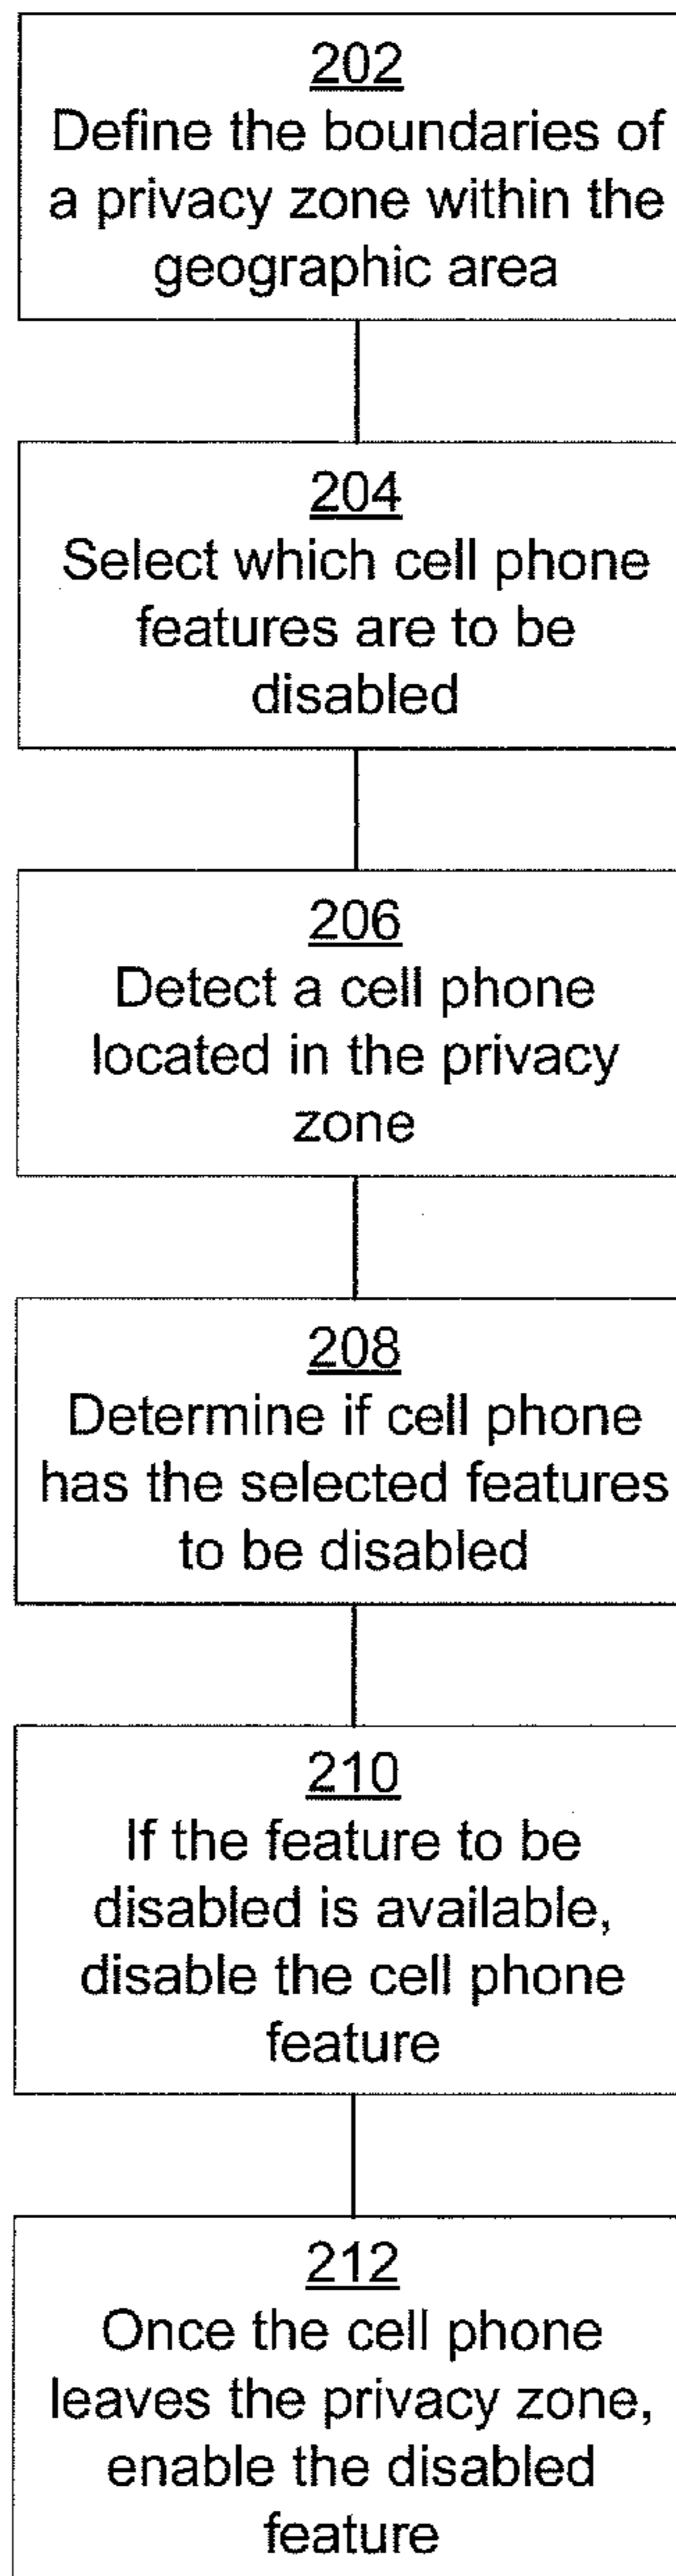 202
Define the boundaries of
a privacy zone within the
geographic area
204
Select which cell phone
features are to be
disabled
206
Detect a cell phone
located in the privacy
zone
208
Determine if cell phone
has the selected features
to be disabled
210
If the feature to be
disabled is available,
disable the cell phone
feature
212
Once the cell phone
leaves the privacy zone,
enable the disabled
feature